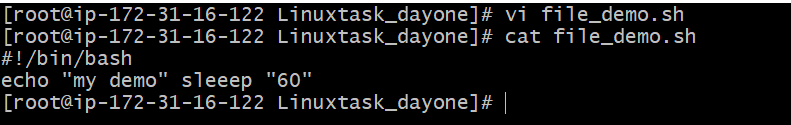 [root@ip-172-31-16-122 Linuxtask_dayone]# vi file_demo.sh
[root@ip-172-31-16-122 Linuxtask_dayone]# cat file_demo.sh
#!/bin/bash
echo "my demo" sleeep "60"
[root@ip-172-31-16-122 Linuxtask_dayone]#